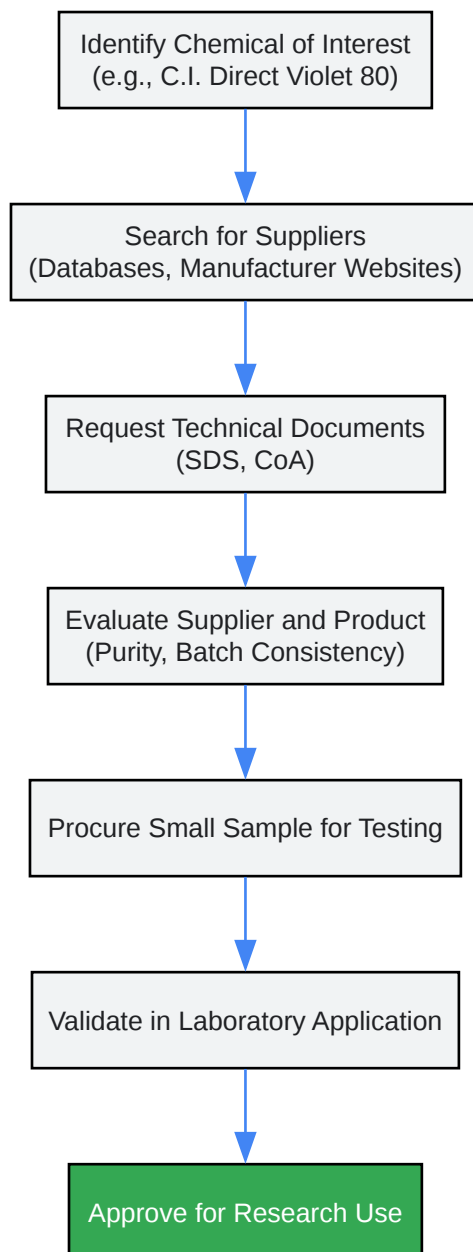 Identify Chemical of Interest
(e.g., C.I. Direct Violet 80)
Search for Suppliers
(Databases, Manufacturer Websites)
Request Technical Documents
(SDS, CoA)
Evaluate Supplier and Product
(Purity, Batch Consistency)
Procure Small Sample for Testing
Validate in Laboratory Application
Approve for Research Use